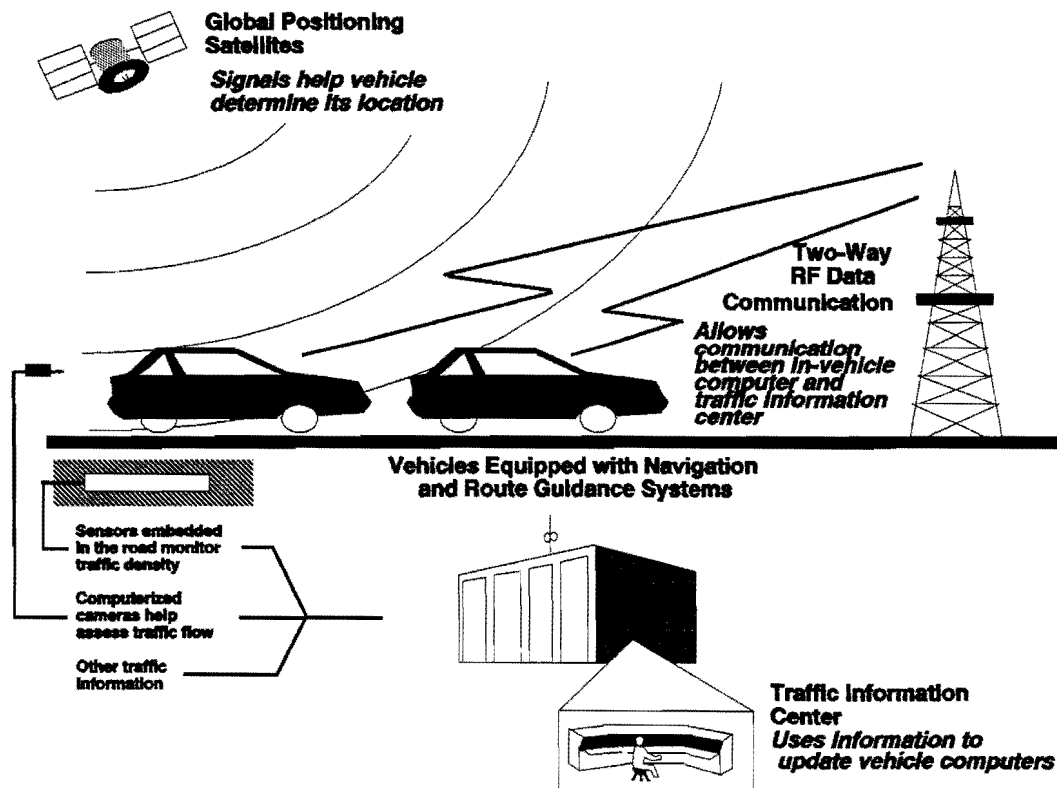 Global Positioning
Satellites
Signals help vehicle
determine its location
Two-Way
RF Data
Communication
Allows
communication
between in-vehicle
computer and
traffic information
center
Vehicles Equipped with Navigation
and Route Guidance Systems
Sensors embedded
in the road monitor
traffic density
Computerized
cameras help
assess traffic flow
Other traffic
information
Traffic Information
Center
Uses information to
update vehicle computers